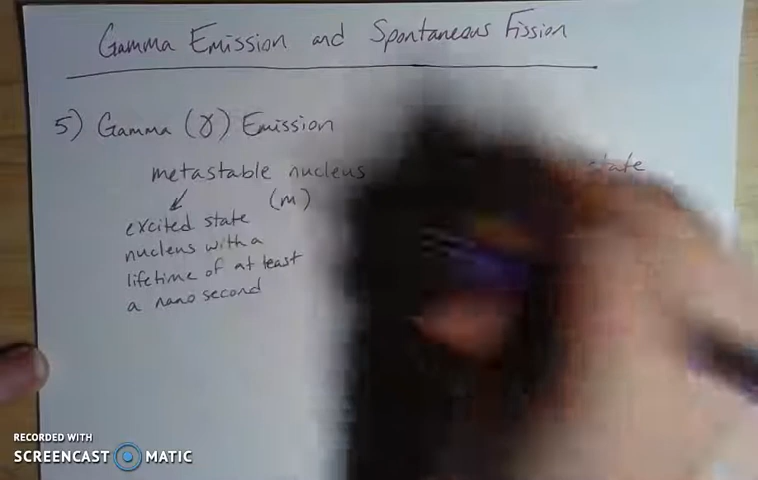 Gamma Emission and Spontaneous Fission
5) Gamma (γ) Emission
metastable nucleus state
(m)
excited state
nucleus with a
lifetime of at least
a nano second
RECORDED WITH
SCREENCAST MATIC